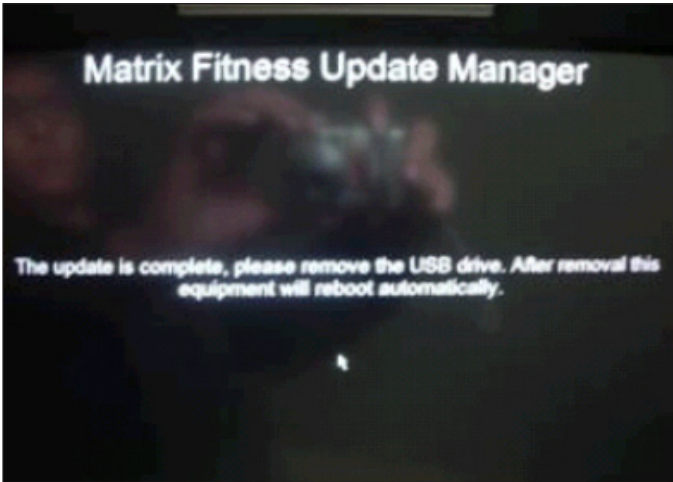 Matrix Fitness Update Manager
The update is complete, please remove the USB drive. After removal this
equipment will reboot automatically.